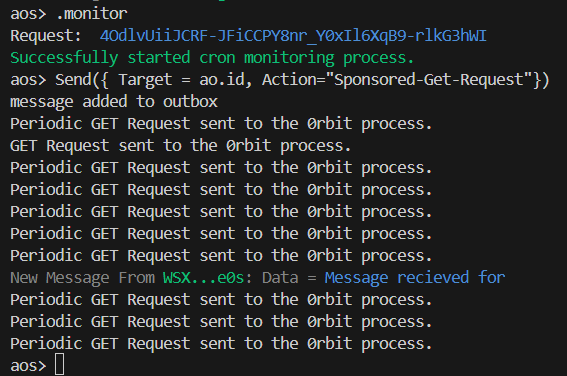 aos> .monitor
Request:  4OdlvUiiJCRF-JFiCCPY8nr_Y0xIl6XqB9-rlkG3hWI
Successfully started cron monitoring process.
aos> Send({ Target = ao.id, Action="Sponsored-Get-Request"})
message added to outbox
Periodic GET Request sent to the 0rbit process.
GET Request sent to the 0rbit process.
Periodic GET Request sent to the 0rbit process.
Periodic GET Request sent to the 0rbit process.
Periodic GET Request sent to the 0rbit process.
Periodic GET Request sent to the 0rbit process.
Periodic GET Request sent to the 0rbit process.
New Message From WSX...e0s: Data = Message recieved for
Periodic GET Request sent to the 0rbit process.
Periodic GET Request sent to the 0rbit process.
Periodic GET Request sent to the 0rbit process.
aos>